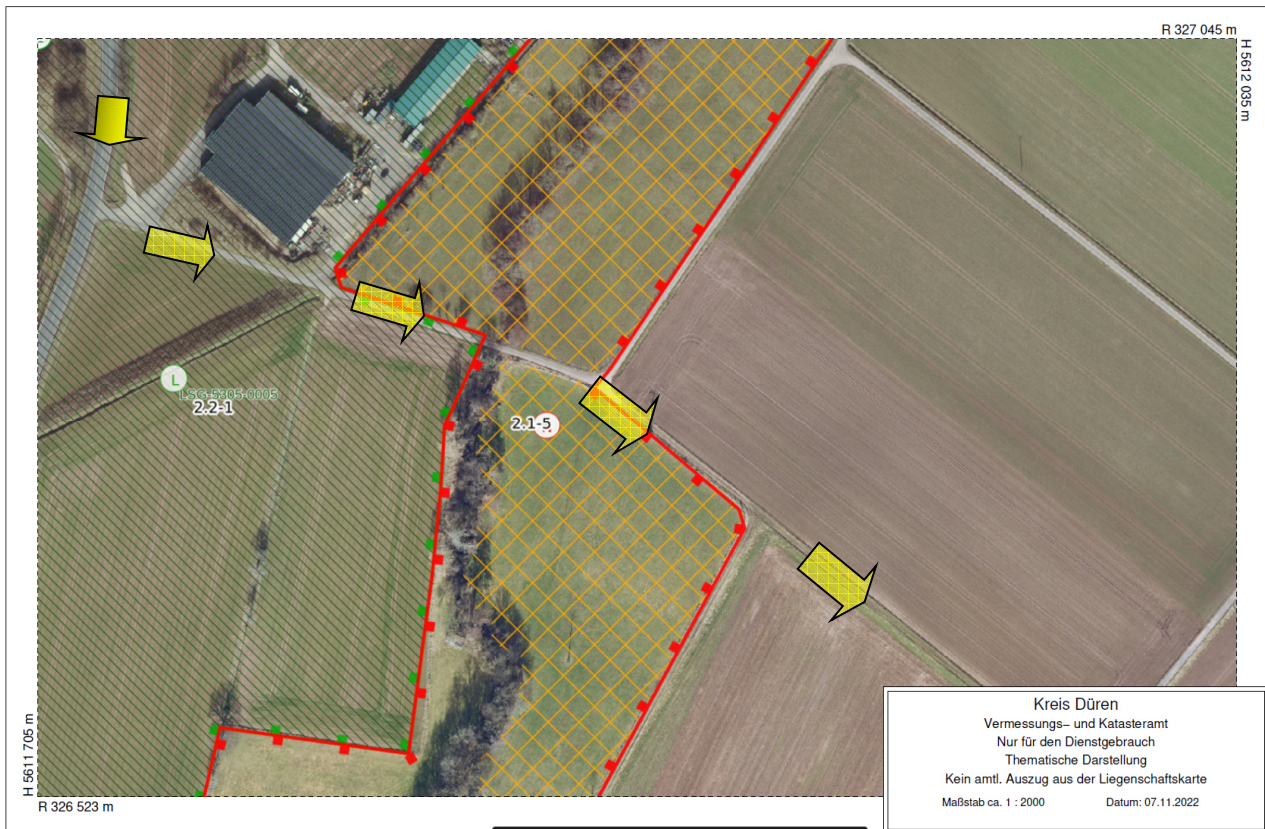 R 327 045 m
H 5612 035 m
L
LSG-5305-0005
2.2-1
2.1-5
H 5611 705 m
R 326 523 m
Kreis Düren
Vermessungs– und Katasteramt
Nur für den Dienstgebrauch
Thematische Darstellung
Kein amtl. Auszug aus der Liegenschaftskarte
Maßstab ca. 1 : 2000 Datum: 07.11.2022